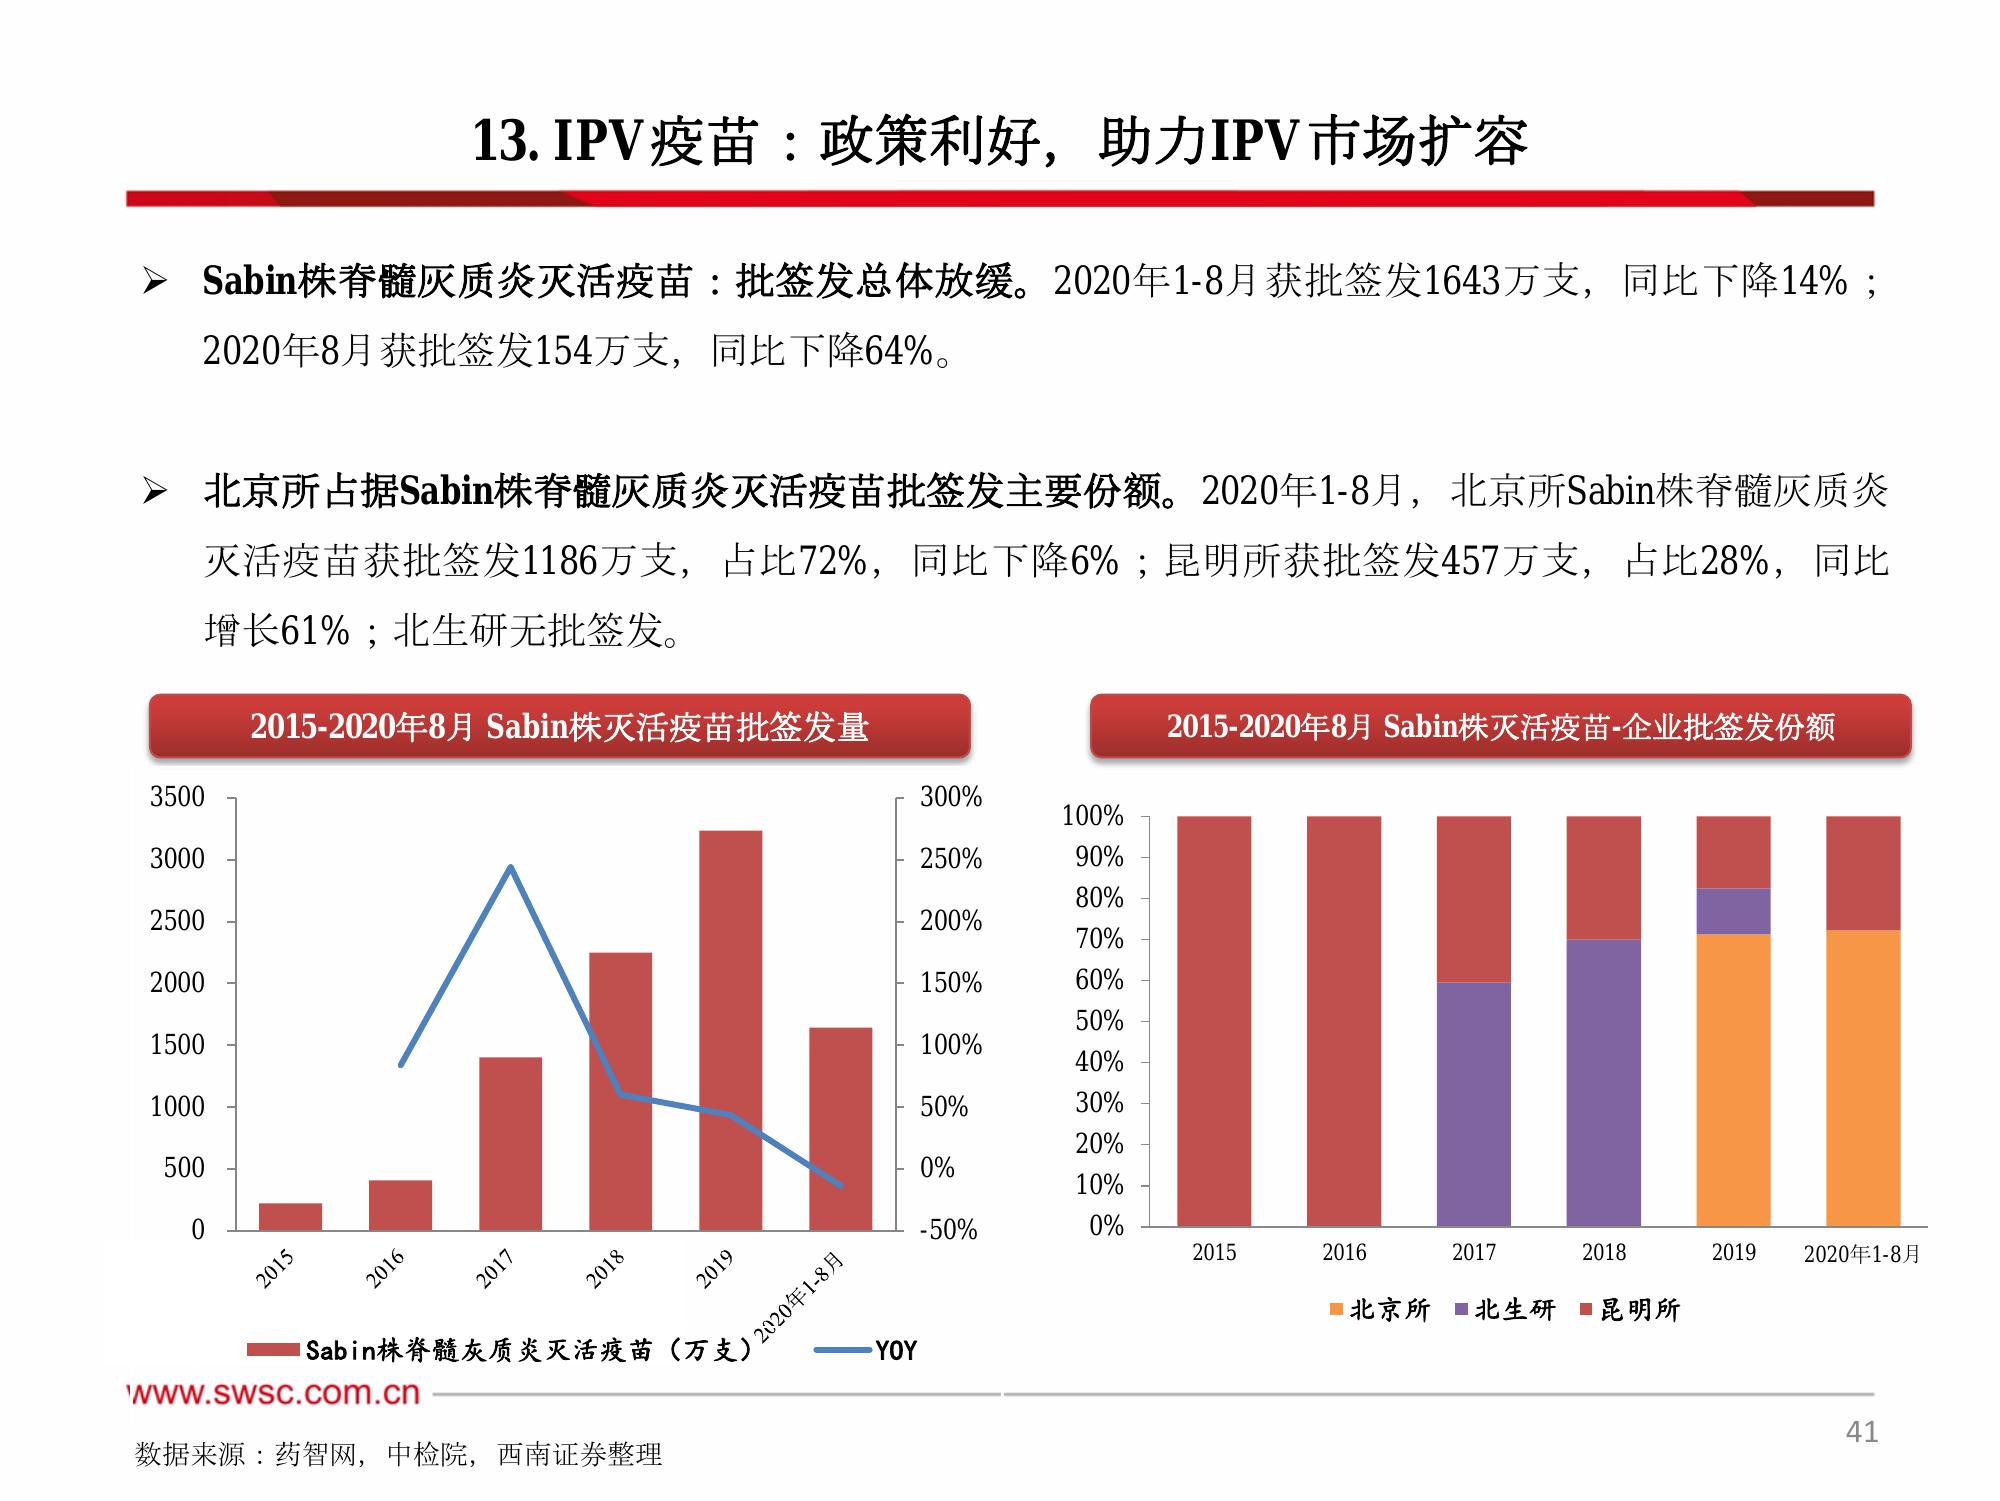 13. IPV疫苗：政策利好，助力IPV市场扩容
Sabin株脊髓灰质炎灭活疫苗：批签发总体放缓。2020年1-8月获批签发1643万支，同比下降14%；
2020年8月获批签发154万支，同比下降64%。
北京所占据Sabin株脊髓灰质炎灭活疫苗批签发主要份额。2020年1-8月，北京所Sabin株脊髓灰质炎
灭活疫苗获批签发1186万支，占比72%，同比下降6%；昆明所获批签发457万支，占比28%，同比
增长61%；北生研无批签发。
2015-2020年8月 Sabin株灭活疫苗批签发量
3500
3000
2500
2000
1500
1000
500
0
300%
250%
200%
150%
100%
50%
0%
-50%
2015
2016
2017
2018
2019
2020年1-8月
Sabin株脊髓灰质炎灭活疫苗（万支）
YOY
2015-2020年8月 Sabin株灭活疫苗-企业批签发份额
100%
90%
80%
70%
60%
50%
40%
30%
20%
10%
0%
2015
2016
2017
2018
2019
2020年1-8月
北京所
北生研
昆明所
www.swsc.com.cn
41
数据来源：药智网，中检院，西南证券整理